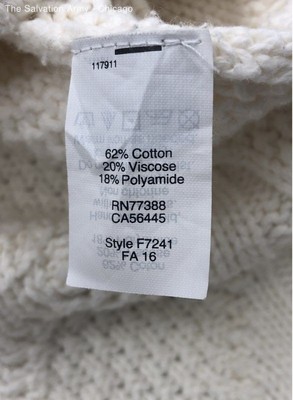 The Salvation Army Chicago
117911
62% Cotton
20% Viscose
18% Polyamide
RN77388
CA56445
Style F7241
FA 16